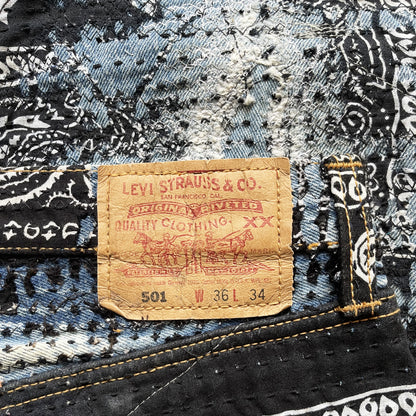 LEVI STRAUSS & CO.
SAN FRANCISCO
ORIGINAL RIVETED
QUALITY CLOTHING
XX
501 W 36 L 34